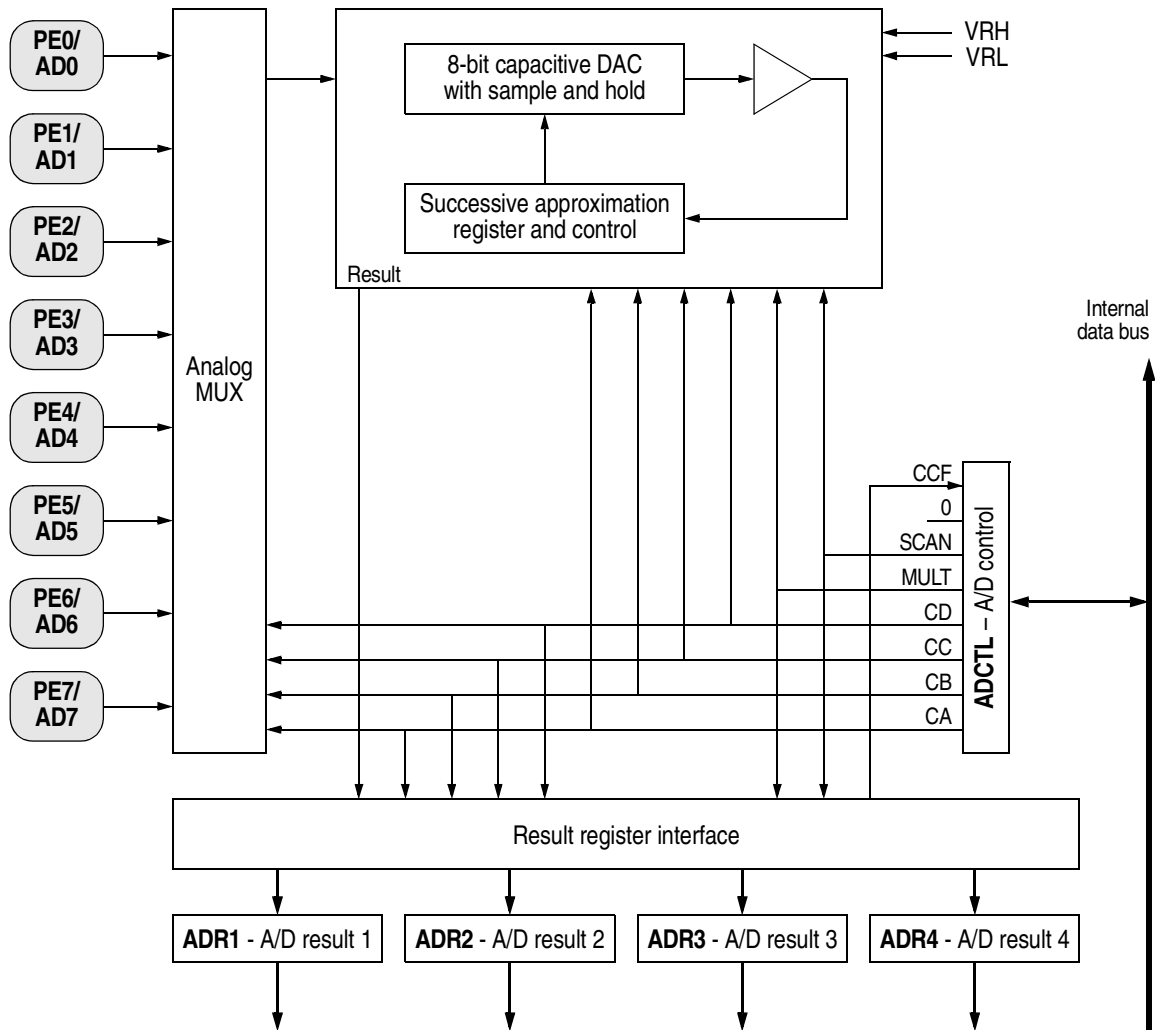 PE0/
AD0
PE1/
AD1
PE2/
AD2
PE3/
AD3
PE4/
AD4
PE5/
AD5
PE6/
AD6
PE7/
AD7
Analog
MUX
8-bit capacitive DAC
with sample and hold
Successive approximation
register and control
Result
VRH
VRL
Internal
data bus
CCF
0
SCAN
MULT
CD
CC
CB
CA
ADCTL – A/D control
Result register interface
ADR1 - A/D result 1
ADR2 - A/D result 2
ADR3 - A/D result 3
ADR4 - A/D result 4